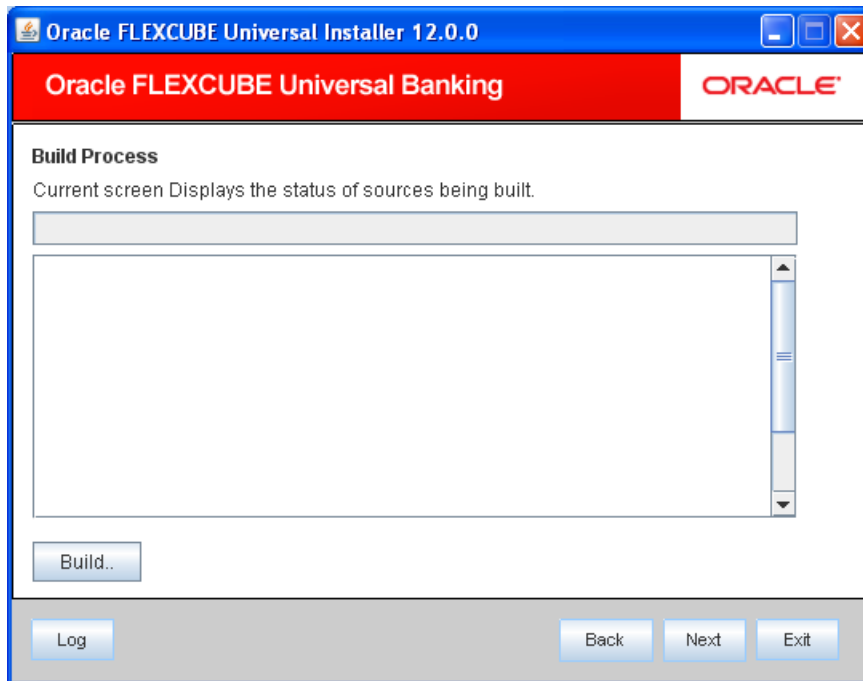 Oracle FLEXCUBE Universal Installer 12.0.0
Oracle FLEXCUBE Universal Banking
ORACLE
Build Process
Current screen Displays the status of sources being built.
Build..
Log
Back
Next
Exit